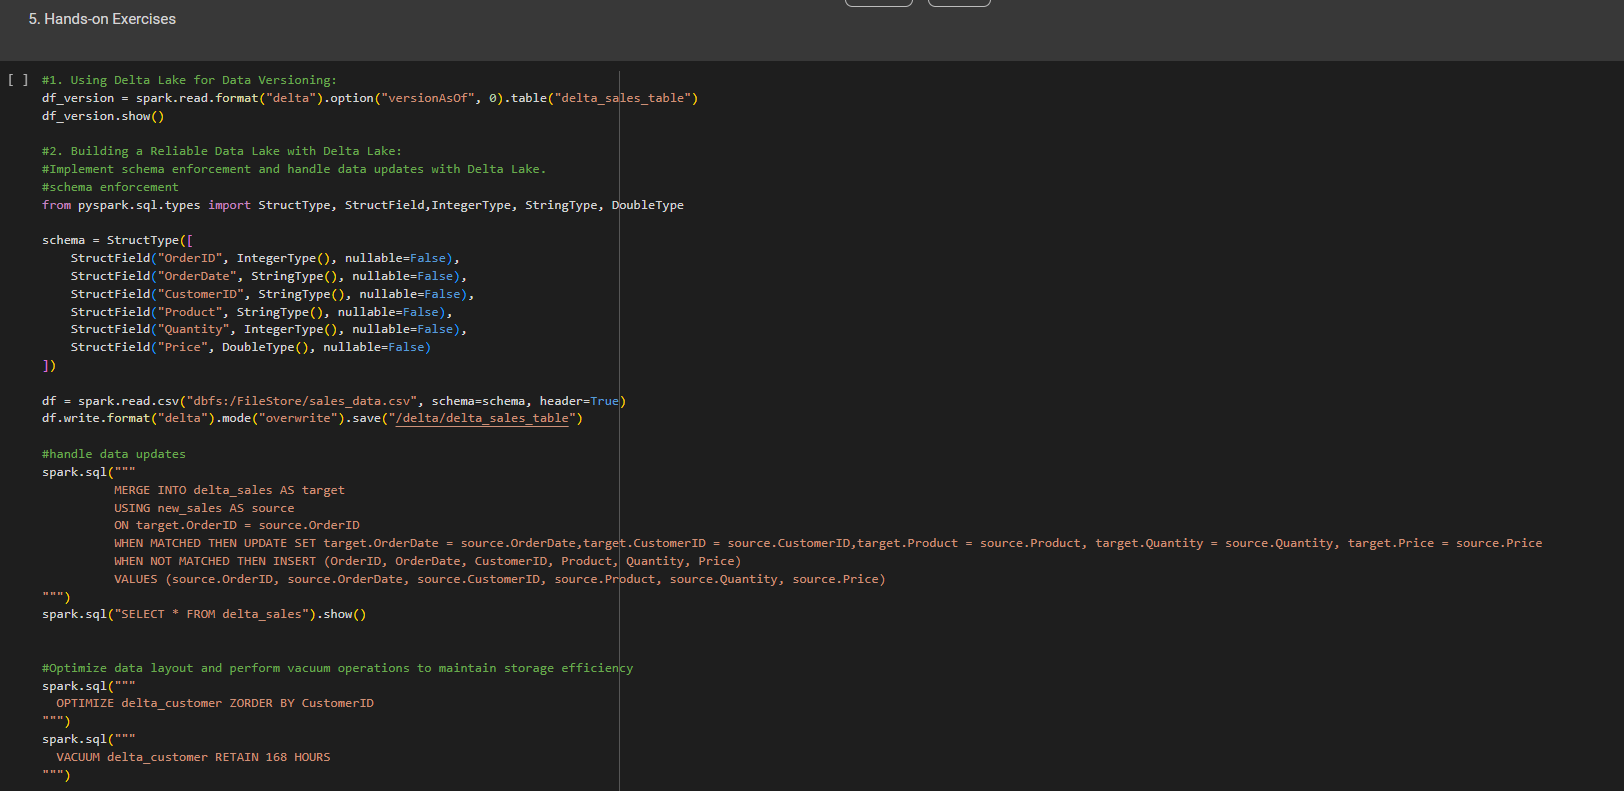 5. Hands-on Exercises
[ ] #1. Using Delta Lake for Data Versioning:
df_version = spark.read.format("delta").option("versionAsOf", 0).table("delta_sales_table")
df_version.show()
#2. Building a Reliable Data Lake with Delta Lake:
#Implement schema enforcement and handle data updates with Delta Lake.
#schema enforcement
from pyspark.sql.types import StructType, StructField,IntegerType, StringType, DoubleType
schema = StructType([
    StructField("OrderID", IntegerType(), nullable=False),
    StructField("OrderDate", StringType(), nullable=False),
    StructField("CustomerID", StringType(), nullable=False),
    StructField("Product", StringType(), nullable=False),
    StructField("Quantity", IntegerType(), nullable=False),
    StructField("Price", DoubleType(), nullable=False)
])
df = spark.read.csv("dbfs:/FileStore/sales_data.csv", schema=schema, header=True)
df.write.format("delta").mode("overwrite").save("/delta/delta_sales_table")
#handle data updates
spark.sql("""
          MERGE INTO delta_sales AS target
          USING new_sales AS source
          ON target.OrderID = source.OrderID
          WHEN MATCHED THEN UPDATE SET target.OrderDate = source.OrderDate,target.CustomerID = source.CustomerID,target.Product = source.Product, target.Quantity = source.Quantity, target.Price = source.Price
          WHEN NOT MATCHED THEN INSERT (OrderID, OrderDate, CustomerID, Product, Quantity, Price)
          VALUES (source.OrderID, source.OrderDate, source.CustomerID, source.Product, source.Quantity, source.Price)
""")
spark.sql("SELECT * FROM delta_sales").show()
#Optimize data layout and perform vacuum operations to maintain storage efficiency
spark.sql("""
  OPTIMIZE delta_customer ZORDER BY CustomerID
""")
spark.sql("""
  VACUUM delta_customer RETAIN 168 HOURS
""")